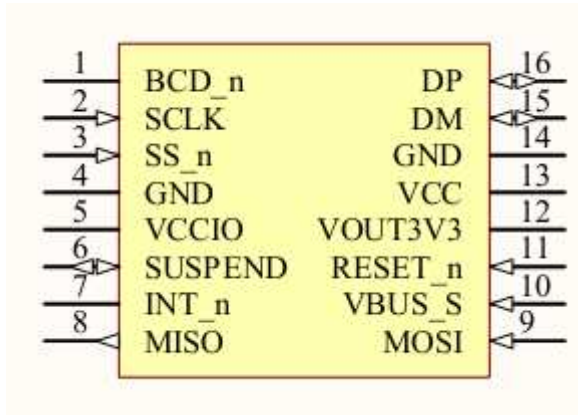 1 BCD_n DP 16
2 SCLK DM 15
3 SS_n GND 14
4 GND VCC 13
5 VCCIO VOUT3V3 12
6 SUSPEND RESET_n 11
7 INT_n VBUS_S 10
8 MISO MOSI 9